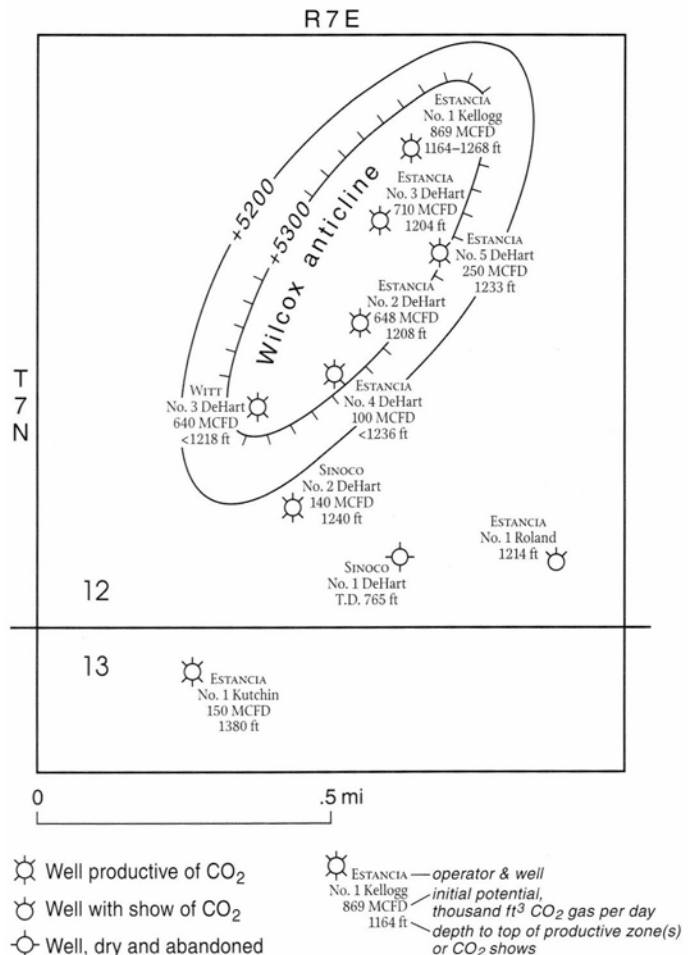 R7E
ESTANCIA
No. 1 Kellogg
869 MCFD
1164–1268 ft
ESTANCIA
No. 3 DeHart
710 MCFD
1204 ft
+5200
+5300
Wilcox anticline
ESTANCIA
No. 5 DeHart
250 MCFD
1233 ft
ESTANCIA
No. 2 DeHart
648 MCFD
1208 ft
T
7
N
WITT
No. 3 DeHart
640 MCFD
<1218 ft
ESTANCIA
No. 4 DeHart
100 MCFD
<1236 ft
SINOCO
No. 2 DeHart
140 MCFD
1240 ft
ESTANCIA
No. 1 Roland
1214 ft
SINOCO
No. 1 DeHart
T.D. 765 ft
12
13
ESTANCIA
No. 1 Kutchin
150 MCFD
1380 ft
0 .5 mi
Well productive of CO₂
Well with show of CO₂
Well, dry and abandoned
ESTANCIA operator & well
No. 1 Kellogg initial potential,
869 MCFD thousand ft³ CO₂ gas per day
1164 ft depth to top of productive zone(s)
or CO₂ shows